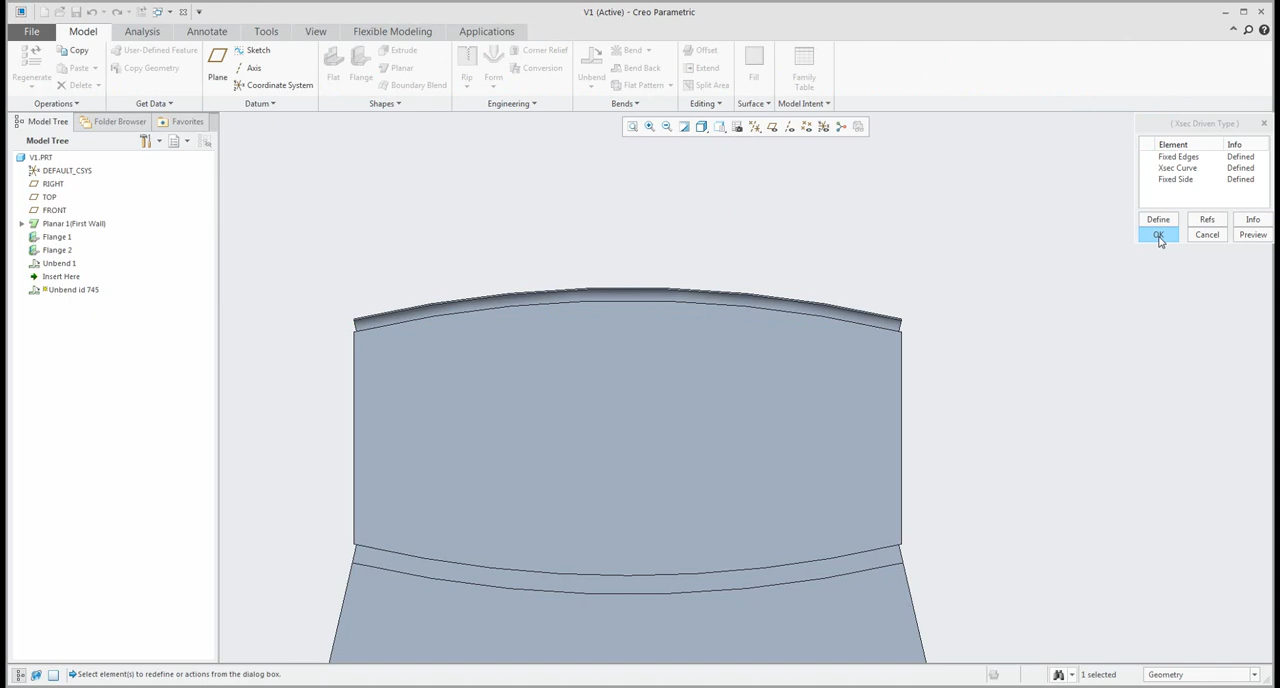 V1 (Active) - Creo Parametric
File Model Analysis Annotate Tools View Flexible Modeling Applications
Regenerate
Copy
Paste
Delete
Operations
User-Defined Feature
Copy Geometry
Get Data
Plane
Sketch
Axis
Coordinate System
Datum
Flat
Flange
Extrude
Planar
Boundary Blend
Shapes
Rip
Form
Corner Relief
Conversion
Engineering
Unbend
Bend
Bend Back
Flat Pattern
Bends
Offset
Extend
Split Area
Editing
Fill
Surface
Family
Table
Model Intent
Model Tree Folder Browser Favorites
Model Tree
V1.PRT
DEFAULT_CSYS
RIGHT
TOP
FRONT
Planar 1(First Wall)
Flange 1
Flange 2
Unbend 1
Insert Here
Unbend id 745
( Xsec Driven Type )
Element Info
Fixed Edges Defined
Xsec Curve Defined
Fixed Side Defined
Define Refs Info
OK Cancel Preview
Select element(s) to redefine or actions from the dialog box.
1 selected
Geometry